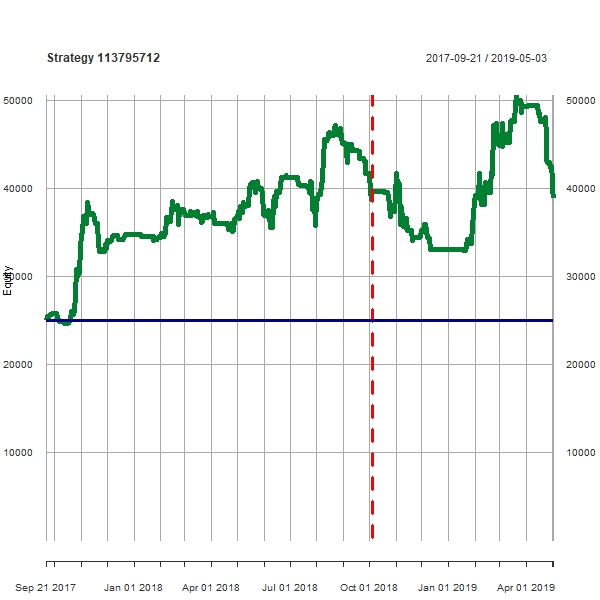 Strategy 113795712
2017-09-21 / 2019-05-03
50000
50000
40000
40000
Equity
30000
30000
20000
20000
10000
10000
Sep 21 2017
Jan 01 2018
Apr 01 2018
Jul 01 2018
Oct 01 2018
Jan 01 2019
Apr 01 2019